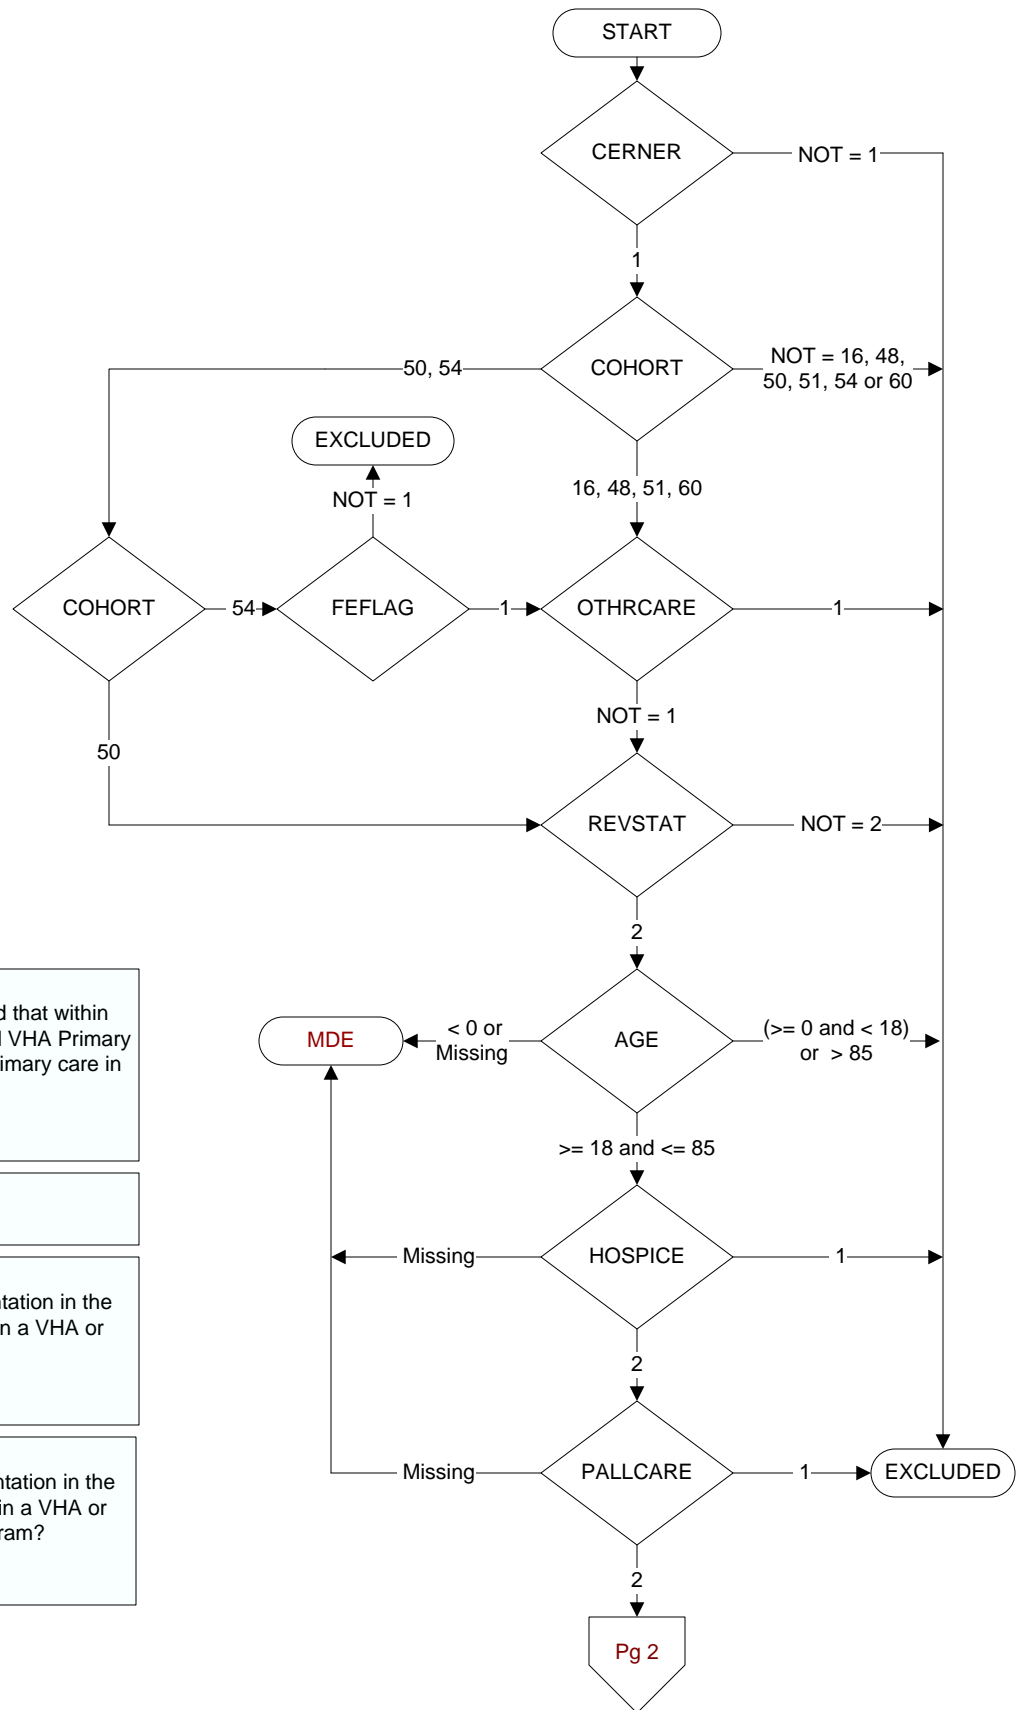 START
CERNER
NOT = 1
1
COHORT
50, 54
NOT = 16, 48,
50, 51, 54 or 60
EXCLUDED
NOT = 1
16, 48, 51, 60
COHORT
54
FEFLAG
1
OTHRCARE
1
NOT = 1
50
REVSTAT
NOT = 2
2
d that within
VHA Primary
rimary care in
MDE
< 0 or
Missing
AGE
(>= 0 and < 18)
or > 85
>= 18 and <= 85
Missing
HOSPICE
1
2
tation in the
n a VHA or
Missing
PALLCARE
1
EXCLUDED
2
ntation in the
in a VHA or
ram?
Pg 2